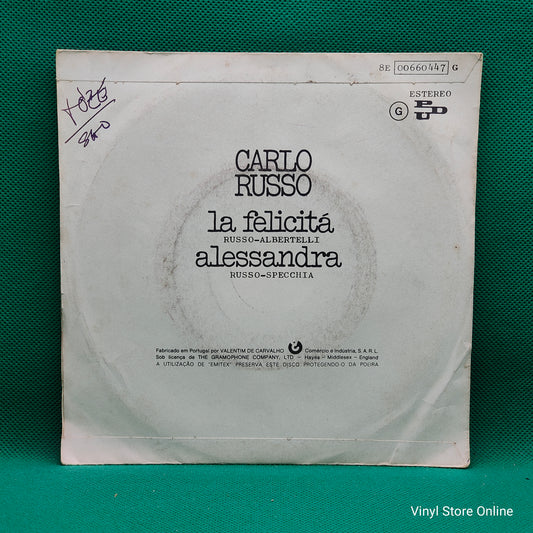 8E 00660447 G
ESTEREO
G PDU
CARLO
RUSSO
la felicitá
RUSSO-ALBERTELLI
alessandra
RUSSO-SPECCHIA
Fabricado em Portugal por VALENTIM DE CARVALHO Comércio e Indústria, S. A. R. L.
Sob licença de THE GRAMOPHONE COMPANY, LTD — Hayes — Middlesex — England
A UTILIZAÇÃO DE "EMITEX" PRESERVA ESTE DISCO PROTEGENDO-O DA POEIRA
Vinyl Store Online